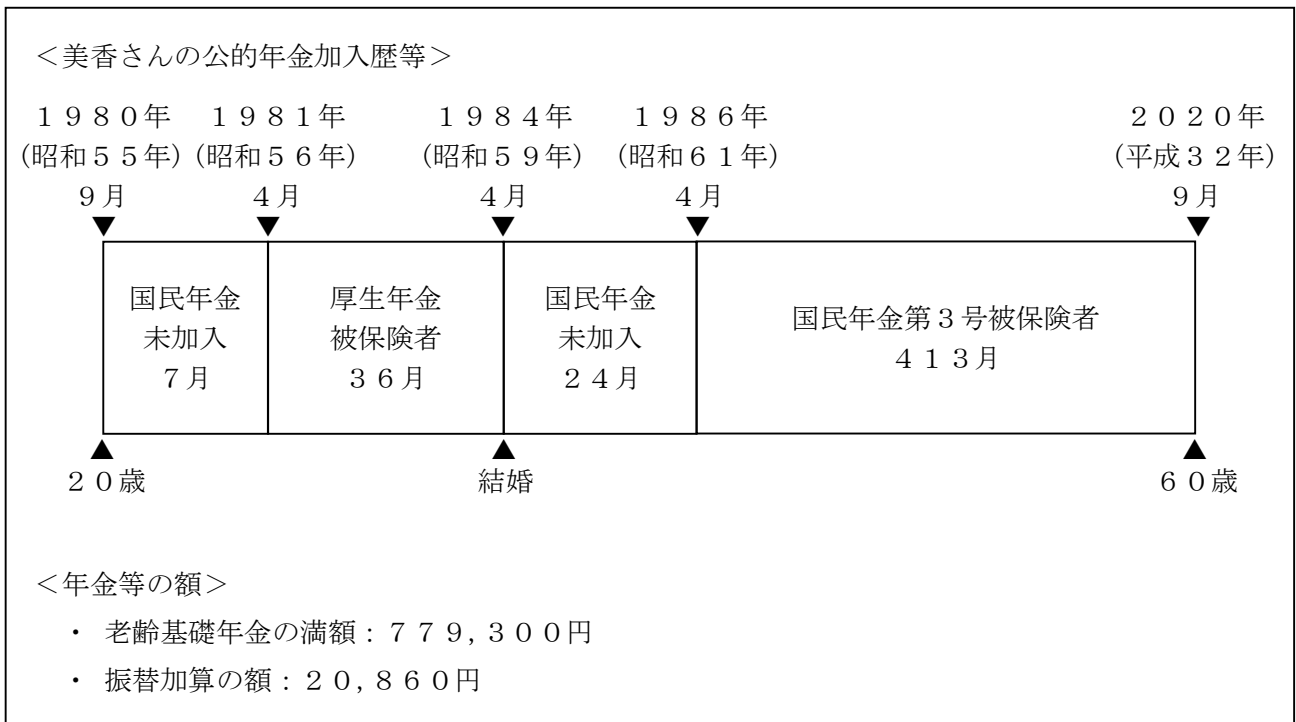 ＜美香さんの公的年金加入歴等＞
１９８０年 １９８１年 １９８４年 １９８６年 ２０２０年
（昭和５５年）（昭和５６年） （昭和５９年） （昭和６１年） （平成３２年）
９月 ４月 ４月 ４月 ９月
▼ ▼ ▼ ▼ ▼
国民年金 厚生年金 国民年金 国民年金第３号被保険者
未加入 被保険者 未加入 ４１３月
７月 ３６月 ２４月
▲ ▲ ▲
２０歳 結婚 ６０歳
＜年金等の額＞
・ 老齢基礎年金の満額：７７９,３００円
・ 振替加算の額：２０,８６０円